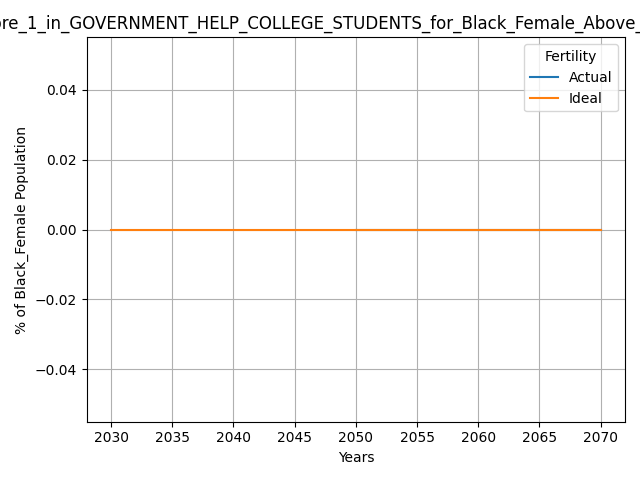 ore_1_in_GOVERNMENT_HELP_COLLEGE_STUDENTS_for_Black_Female_Above_
Fertility
Actual
Ideal
0.04
0.02
0.00
−0.02
−0.04
% of Black_Female Population
2030 2035 2040 2045 2050 2055 2060 2065 2070
Years